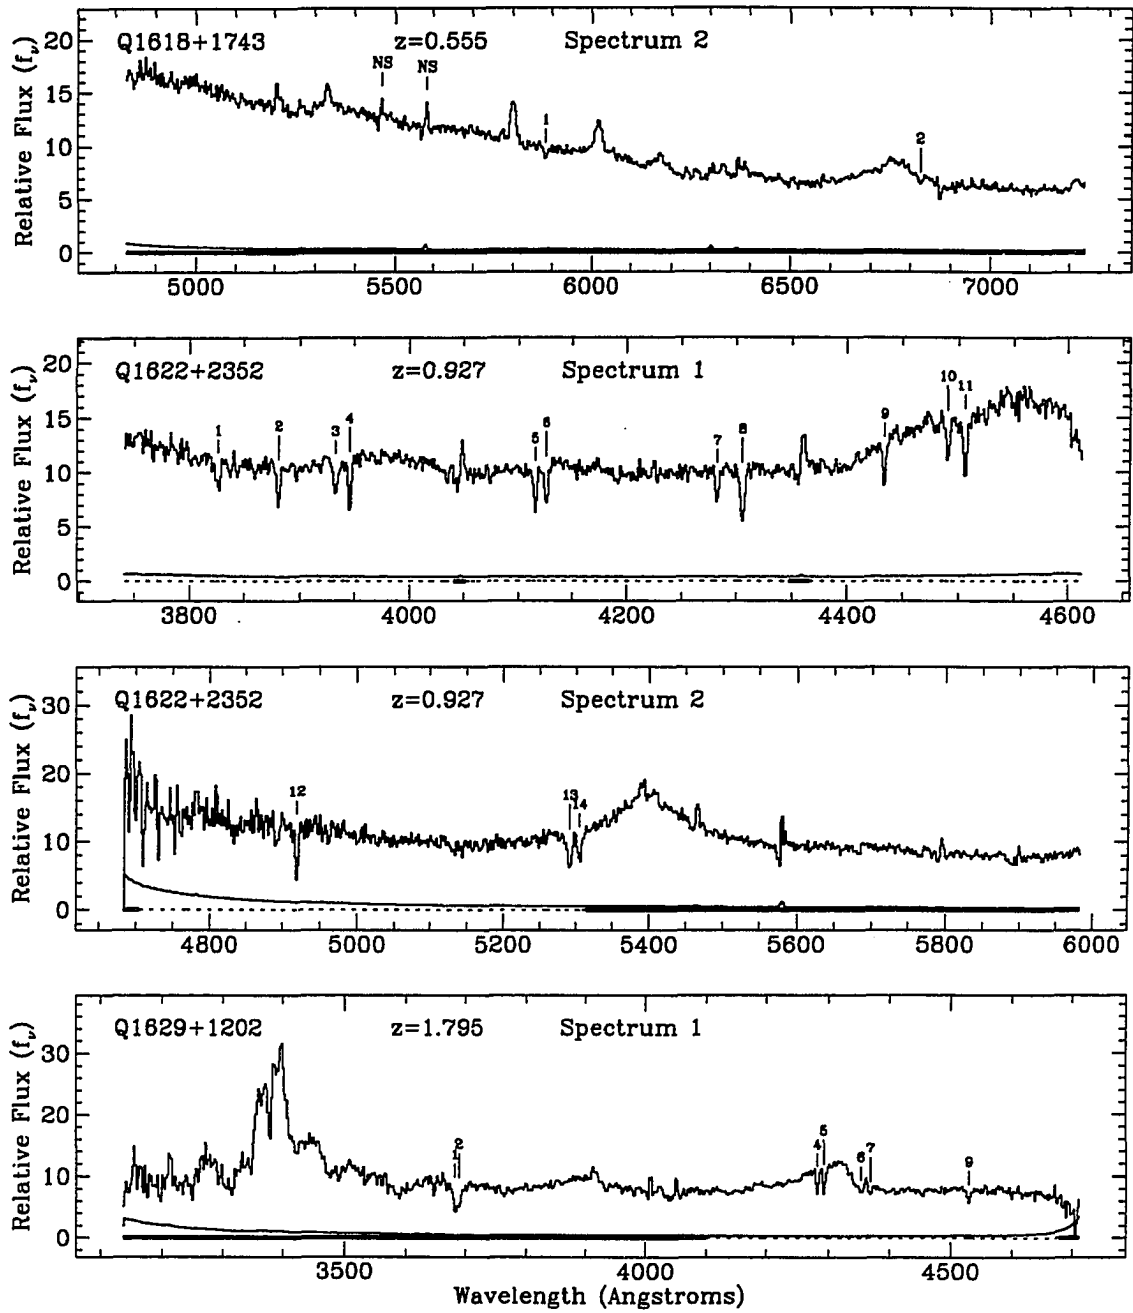 Q1618+1743 z=0.555 Spectrum 2
NS NS
1 2
20
15
10
5
0
Relative Flux (fν)
5000 5500 6000 6500 7000
Q1622+2352 z=0.927 Spectrum 1
1 2 3 4 5 6 7 8 9 10 11
20
15
10
5
0
Relative Flux (fν)
3800 4000 4200 4400 4600
Q1622+2352 z=0.927 Spectrum 2
12 13 14
30
20
10
0
Relative Flux (fν)
4800 5000 5200 5400 5600 5800 6000
Q1629+1202 z=1.795 Spectrum 1
1 2 4 5 6 7 9
30
20
10
0
Relative Flux (fν)
3500 4000 4500
Wavelength (Angstroms)